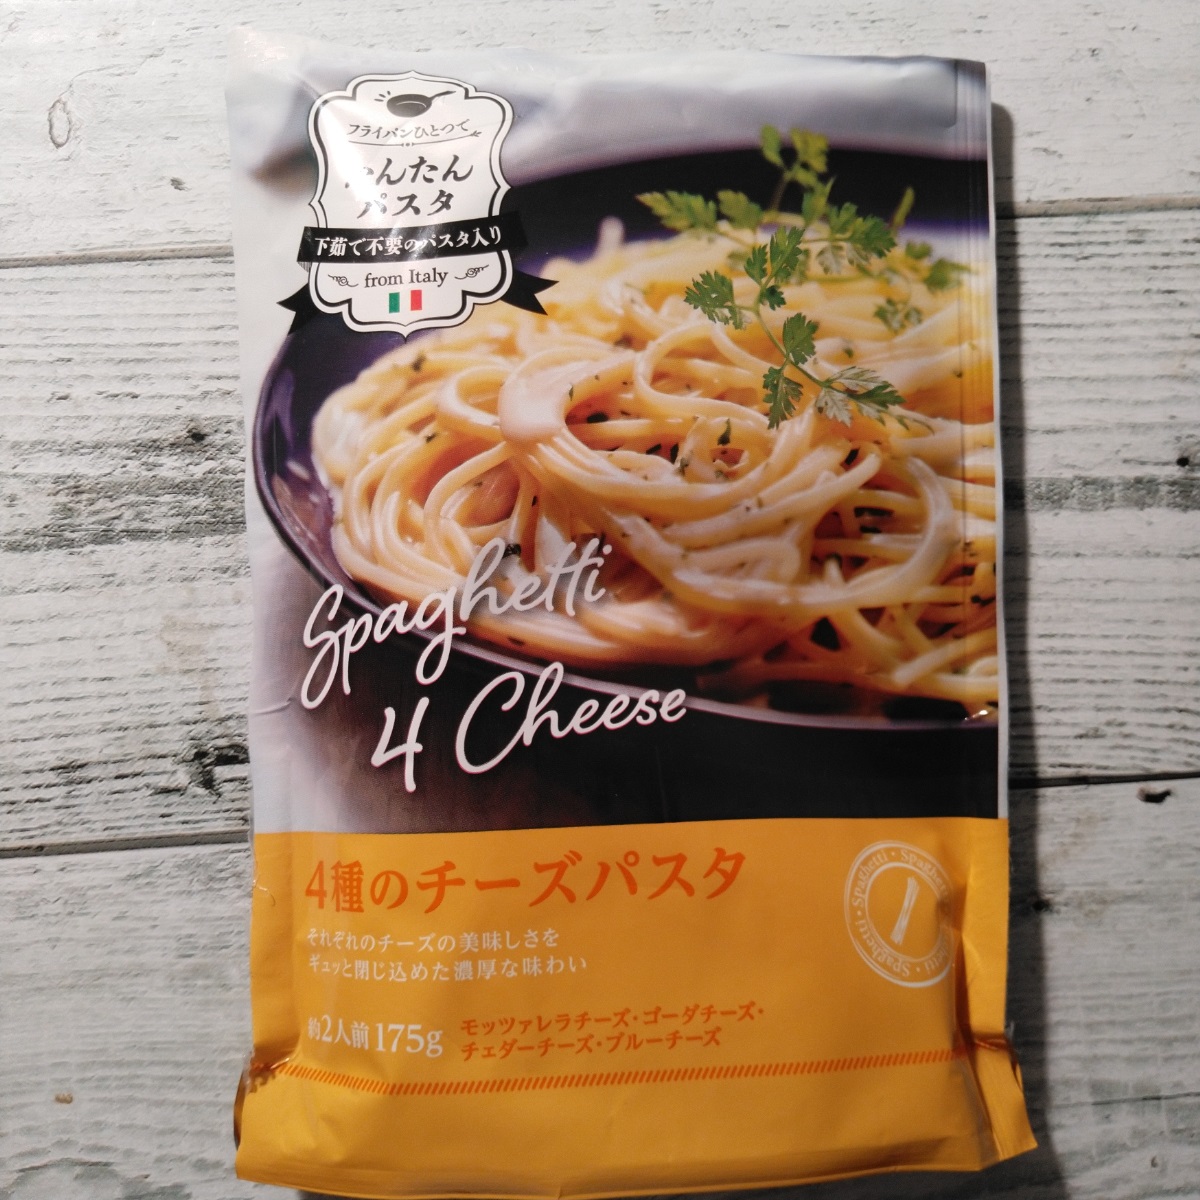 フライパンひとつで
かんたん
パスタ
下茹で不要のパスタ入り
from Italy
Spaghetti
4 Cheese
4種のチーズパスタ
それぞれのチーズの美味しさを
ギュッと閉じ込めた濃厚な味わい
Spaghetti・Spaghetti・Spaghetti・Spaghetti
約2人前175g
モッツァレラチーズ・ゴーダチーズ・
チェダーチーズ・ブルーチーズ